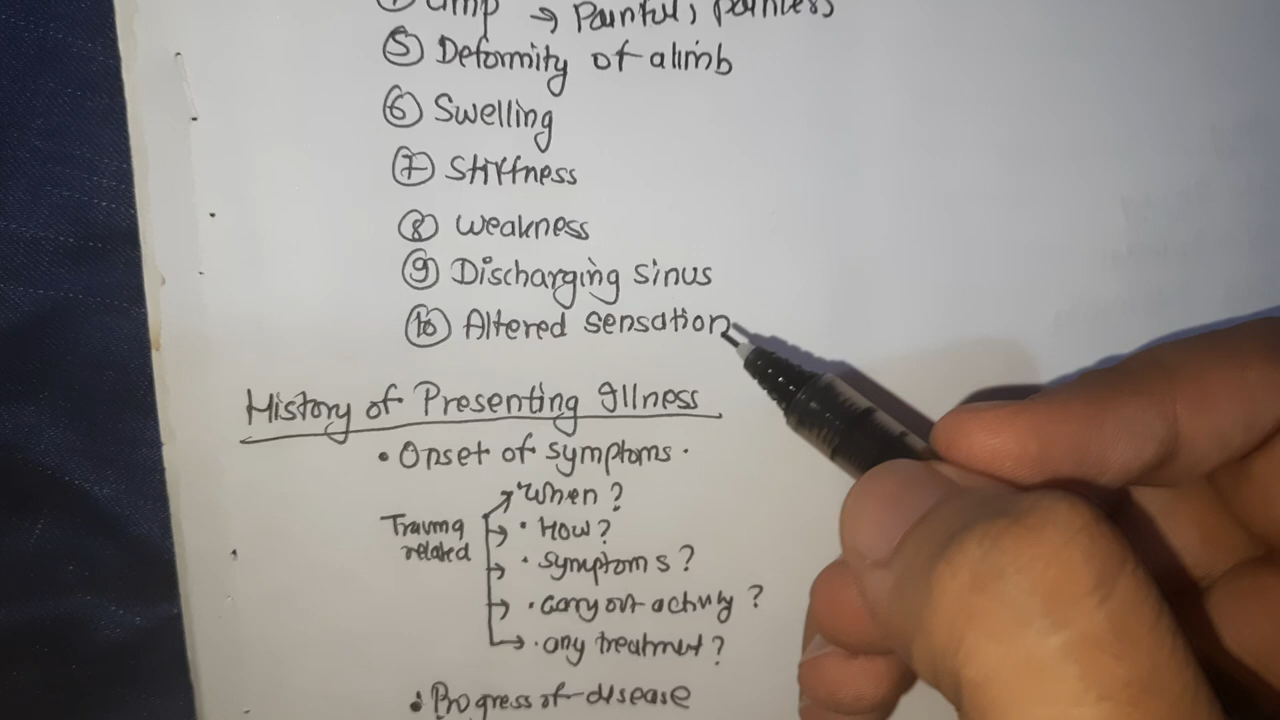 → Painful, painless
⑤ Deformity of a limb
⑥ Swelling
⑦ Stiffness
⑧ Weakness
⑨ Discharging sinus
⑩ Altered sensation
History of Presenting Illness
• Onset of symptoms.
Trauma related
When?
• How?
• symptoms?
• carry out activity?
• any treatment?
• Progress of disease